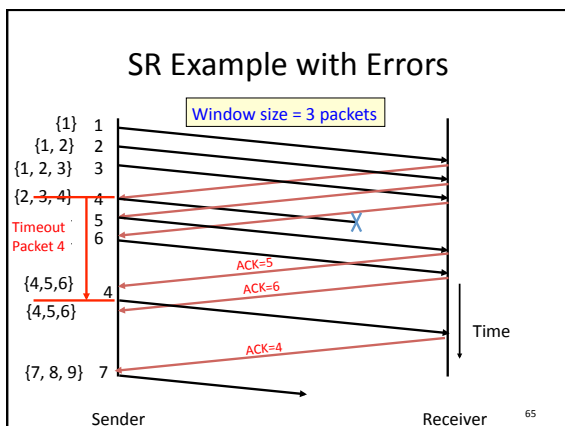 SR Example with Errors
Window size = 3 packets
{1} 1
{1, 2} 2
{1, 2, 3} 3
{2, 3, 4} 4
Timeout
Packet 4
5
6
ACK=5
{4,5,6}
4
ACK=6
{4,5,6}
Time
ACK=4
{7, 8, 9} 7
Sender
Receiver
65